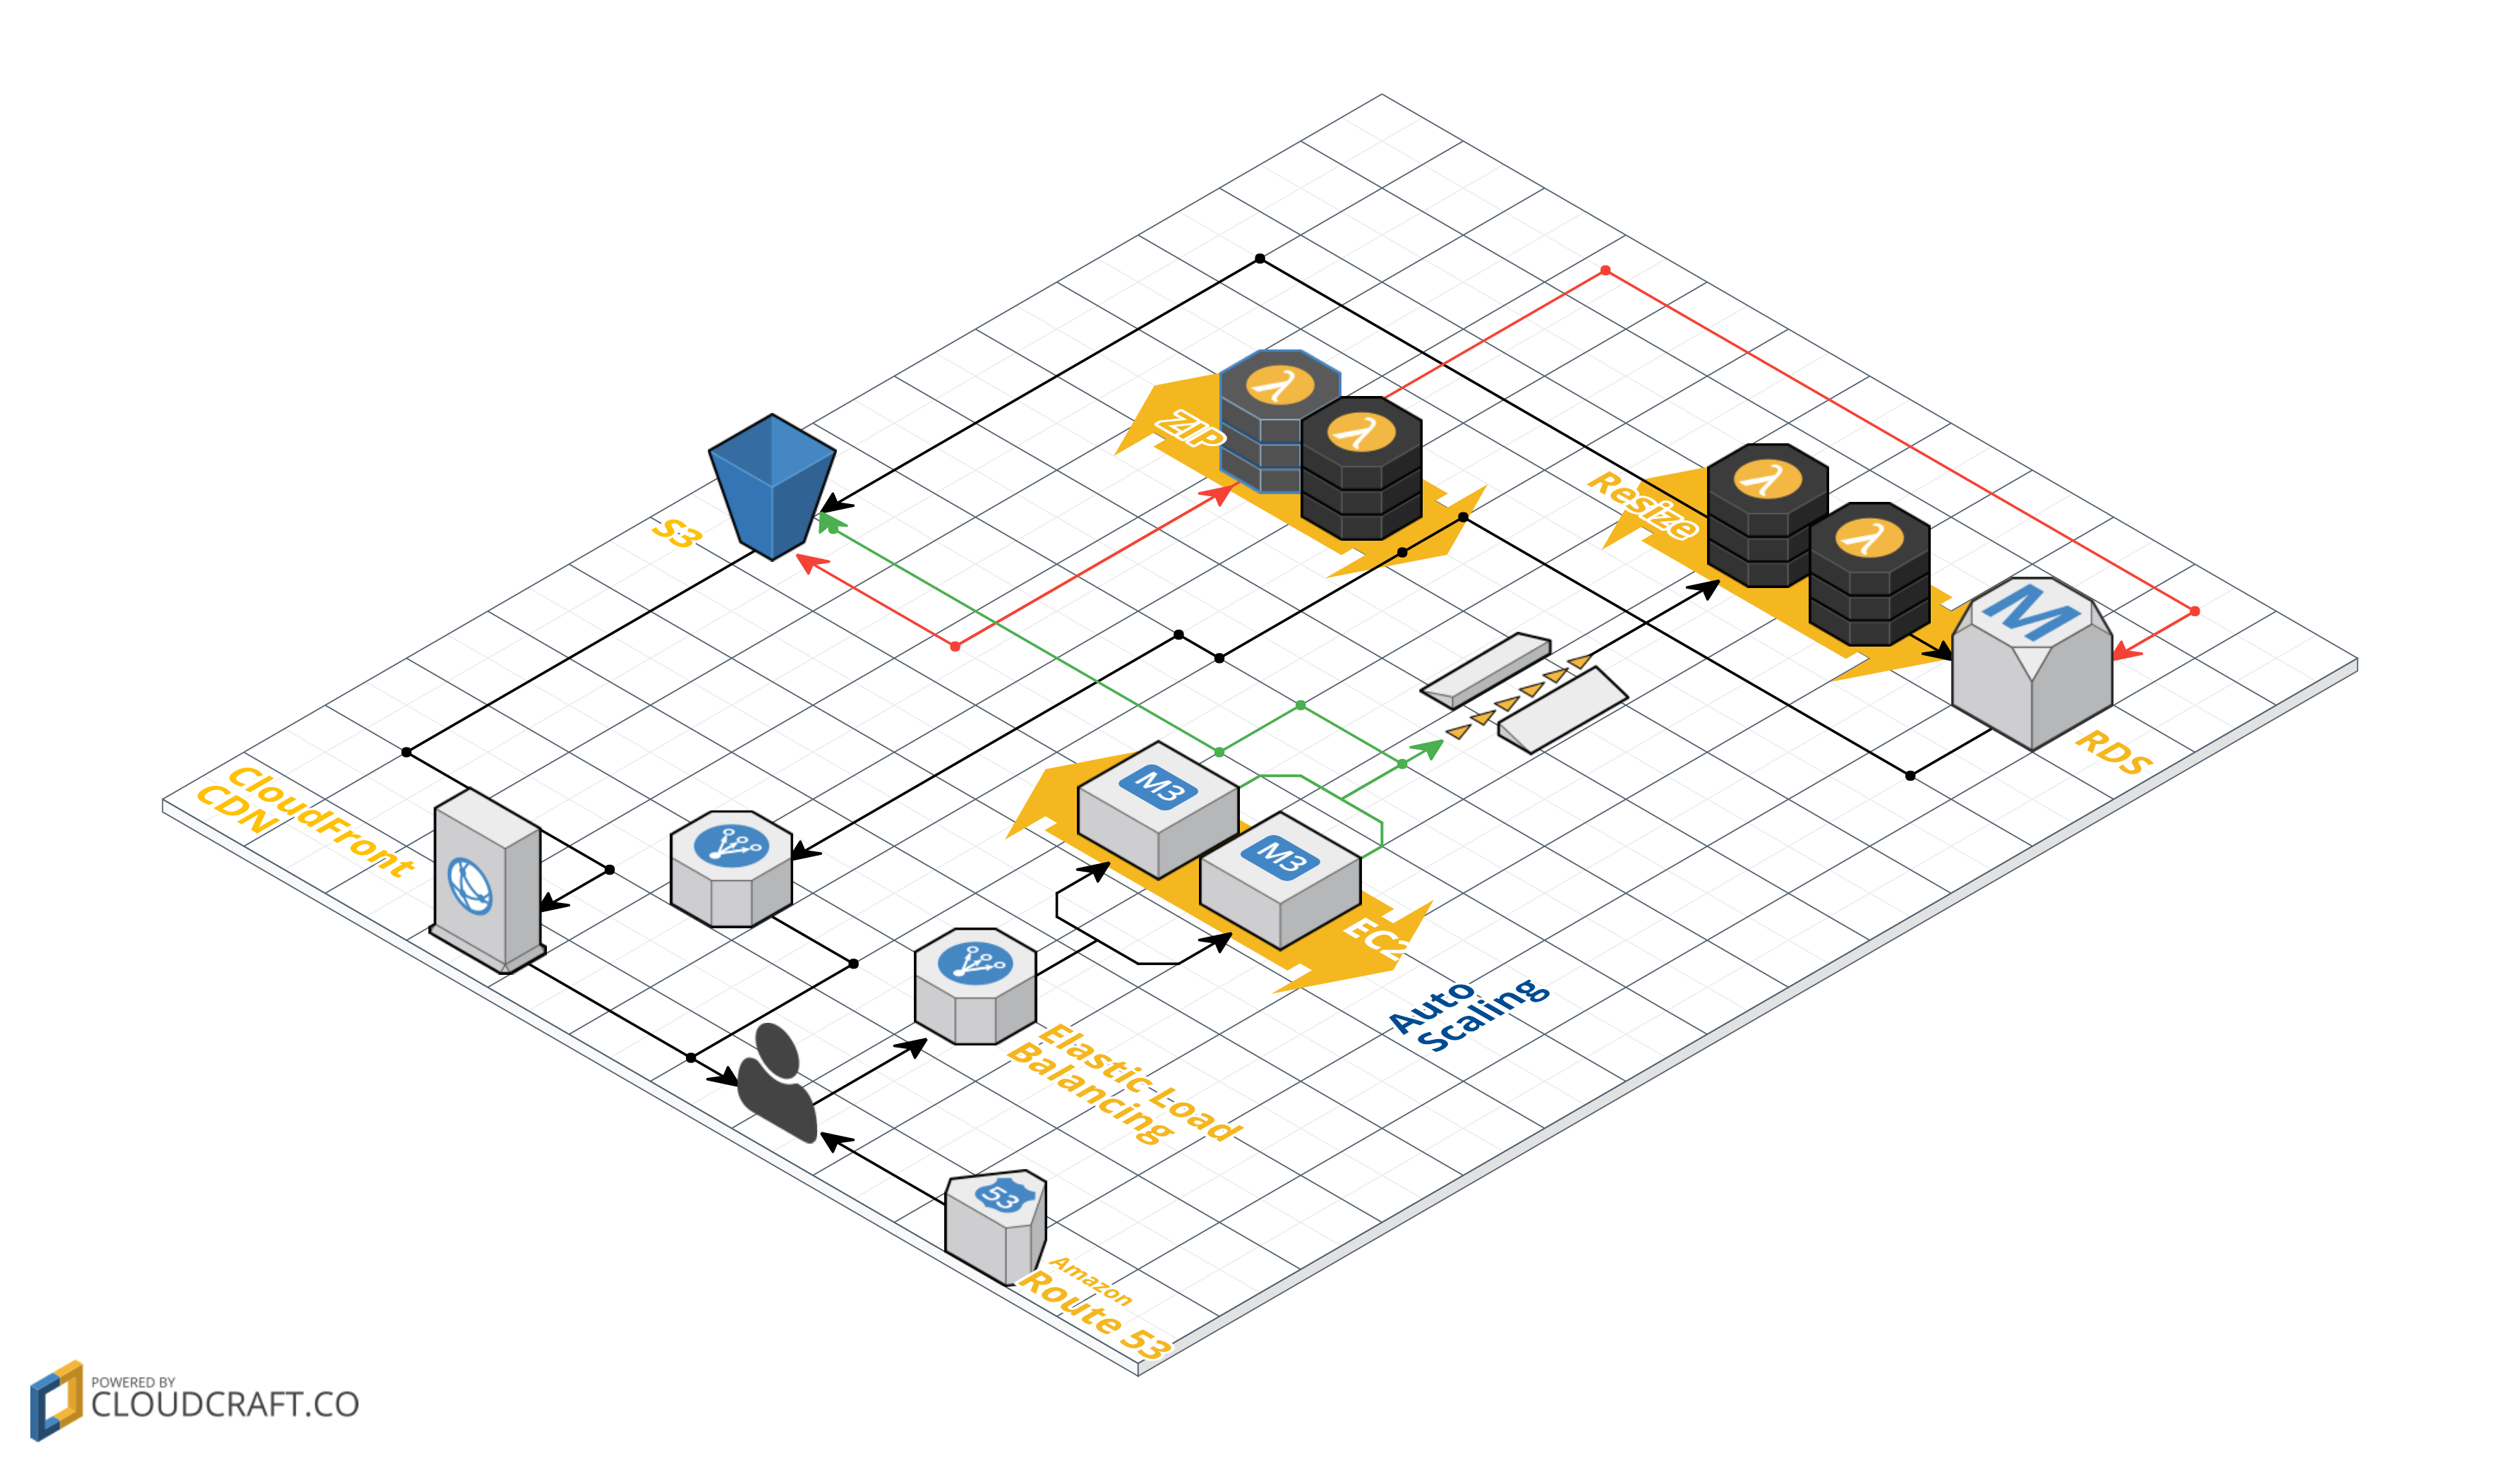 ZIP
Resize
M
S3
RDS
CloudFront
CDN
M3
M3
EC2
Auto
Scaling
Elastic Load
Balancing
53
Amazon
Route 53
POWERED BY
CLOUDCRAFT.CO